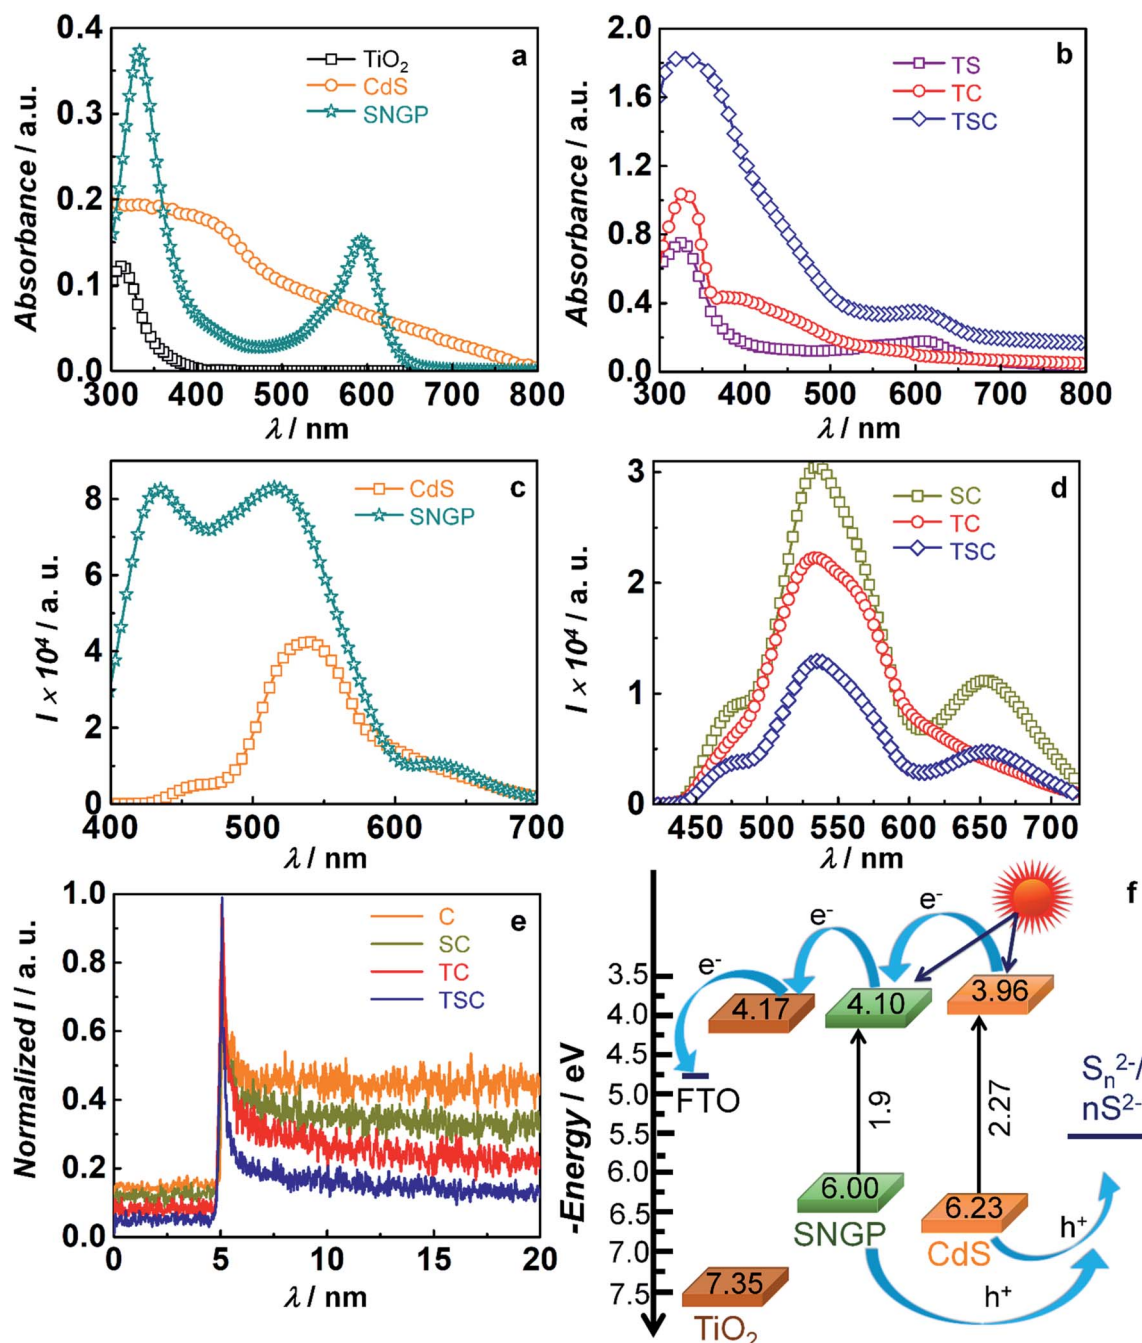 a
0.4
0.3
0.2
0.1
0.0
Absorbance / a.u.
TiO2
CdS
SNGP
300 400 500 600 700 800
λ / nm
b
2.0
1.6
1.2
0.8
0.4
0.0
Absorbance / a.u.
TS
TC
TSC
300 400 500 600 700 800
λ / nm
c
8
6
4
2
0
I × 10⁴ / a. u.
CdS
SNGP
400 500 600 700
λ / nm
d
3
2
1
0
I × 10⁴ / a. u.
SC
TC
TSC
450 500 550 600 650 700
λ / nm
e
1.0
0.8
0.6
0.4
0.2
0.0
Normalized I / a. u.
C
SC
TC
TSC
0 5 10 15 20
λ / nm
f
-Energy / eV
3.5
4.0
4.5
5.0
5.5
6.0
6.5
7.0
7.5
e⁻
e⁻
e⁻
4.17
4.10
3.96
FTO
1.9
2.27
Sn²⁻/
nS²⁻
6.00
6.23
SNGP
CdS
h⁺
h⁺
7.35
TiO2